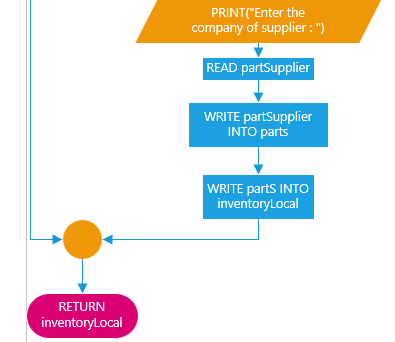 PRINT("Enter the
company of supplier : ")
READ partSupplier
WRITE partSupplier
INTO parts
WRITE partS INTO
inventoryLocal
RETURN
inventoryLocal